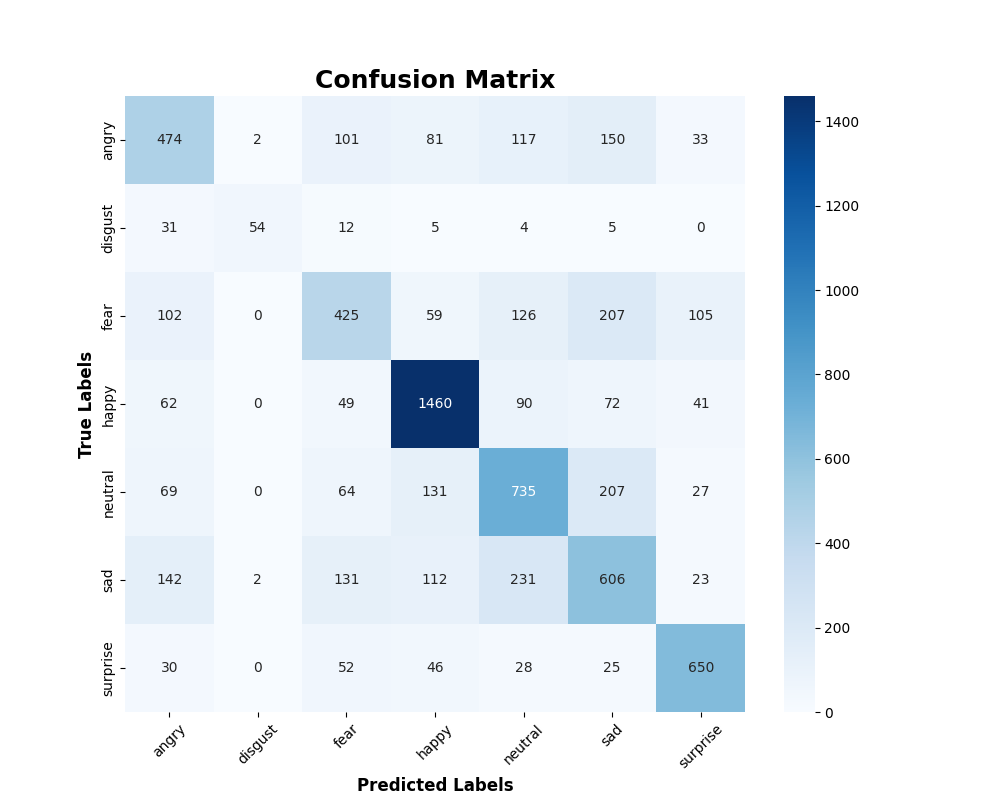 Confusion Matrix
True Labels
angry 474 2 101 81 117 150 33
disgust 31 54 12 5 4 5 0
fear 102 0 425 59 126 207 105
happy 62 0 49 1460 90 72 41
neutral 69 0 64 131 735 207 27
sad 142 2 131 112 231 606 23
surprise 30 0 52 46 28 25 650
angry disgust fear happy neutral sad surprise
Predicted Labels
1400
1200
1000
800
600
400
200
0